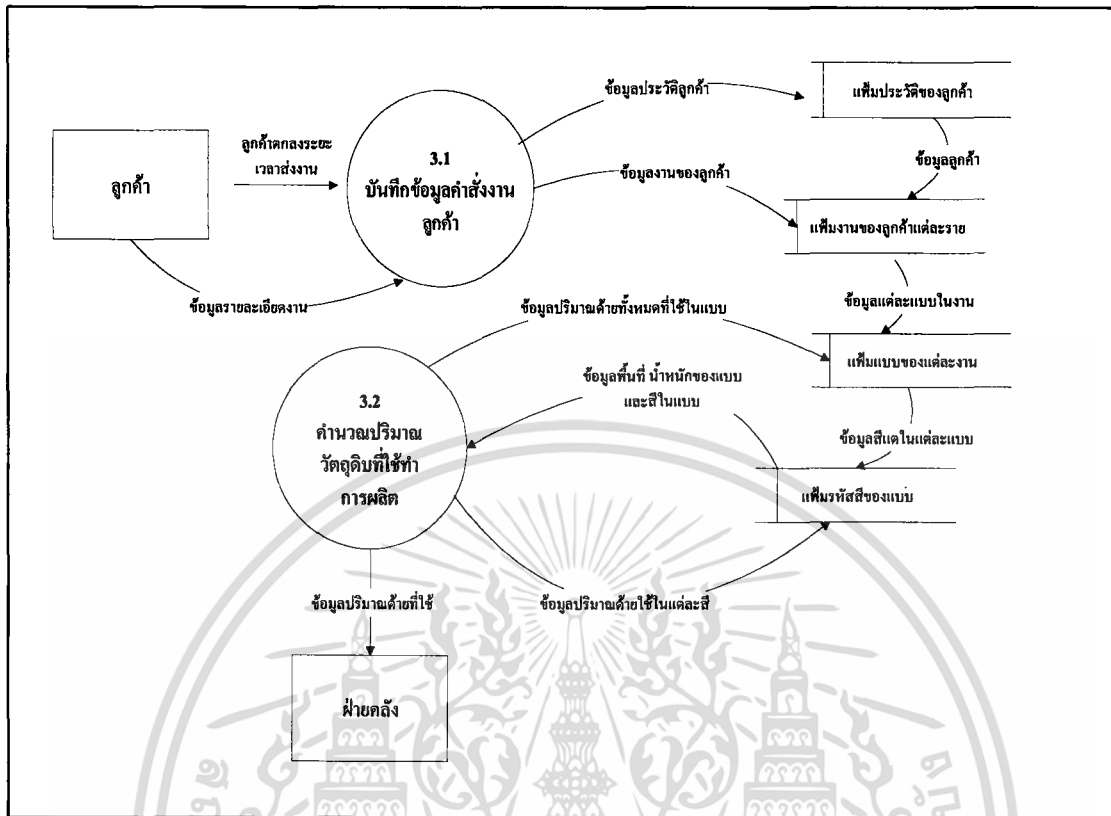 ข้อมูลประวัติลูกค้า
แฟ้มประวัติของลูกค้า
ลูกค้า
ลูกค้าตกลงระยะ
เวลาส่งงาน
3.1
บันทึกข้อมูลคำสั่งงาน
ลูกค้า
ข้อมูลลูกค้า
ข้อมูลงานของลูกค้า
แฟ้มงานของลูกค้าแต่ละราย
ข้อมูลรายละเอียดงาน
ข้อมูลแต่ละแบบในงาน
ข้อมูลปริมาณด้ายทั้งหมดที่ใช้ในแบบ
แฟ้มแบบของแต่ละงาน
ข้อมูลพื้นที่ น้ำหนักของแบบ
และสีในแบบ
3.2
คำนวณปริมาณ
วัตถุดิบที่ใช้ทำ
การผลิต
ข้อมูลสีแต่ในแต่ละแบบ
แฟ้มรหัสสีของแบบ
ข้อมูลปริมาณด้ายที่ใช้
ข้อมูลปริมาณด้ายใช้ในแต่ละสี
ฝ่ายคลัง